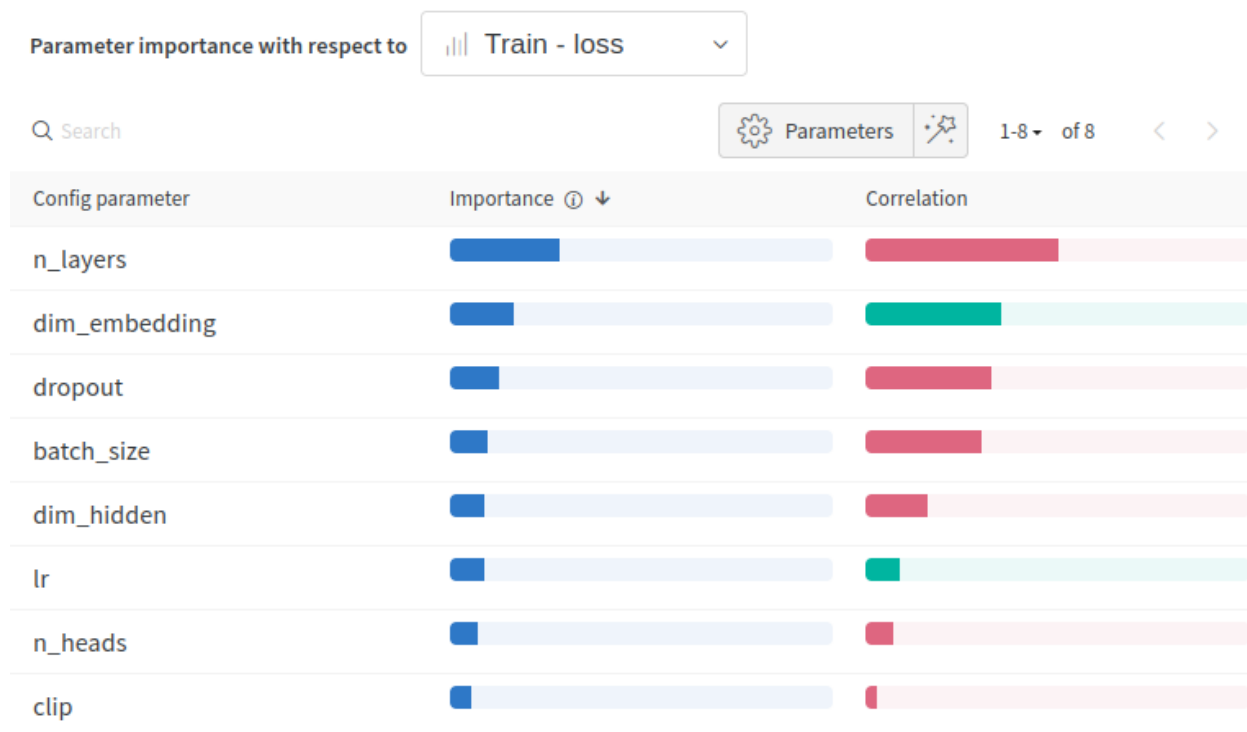 Parameter importance with respect to Train - loss
Search Parameters 1-8 of 8
Config parameter Importance Correlation
n_layers
dim_embedding
dropout
batch_size
dim_hidden
lr
n_heads
clip